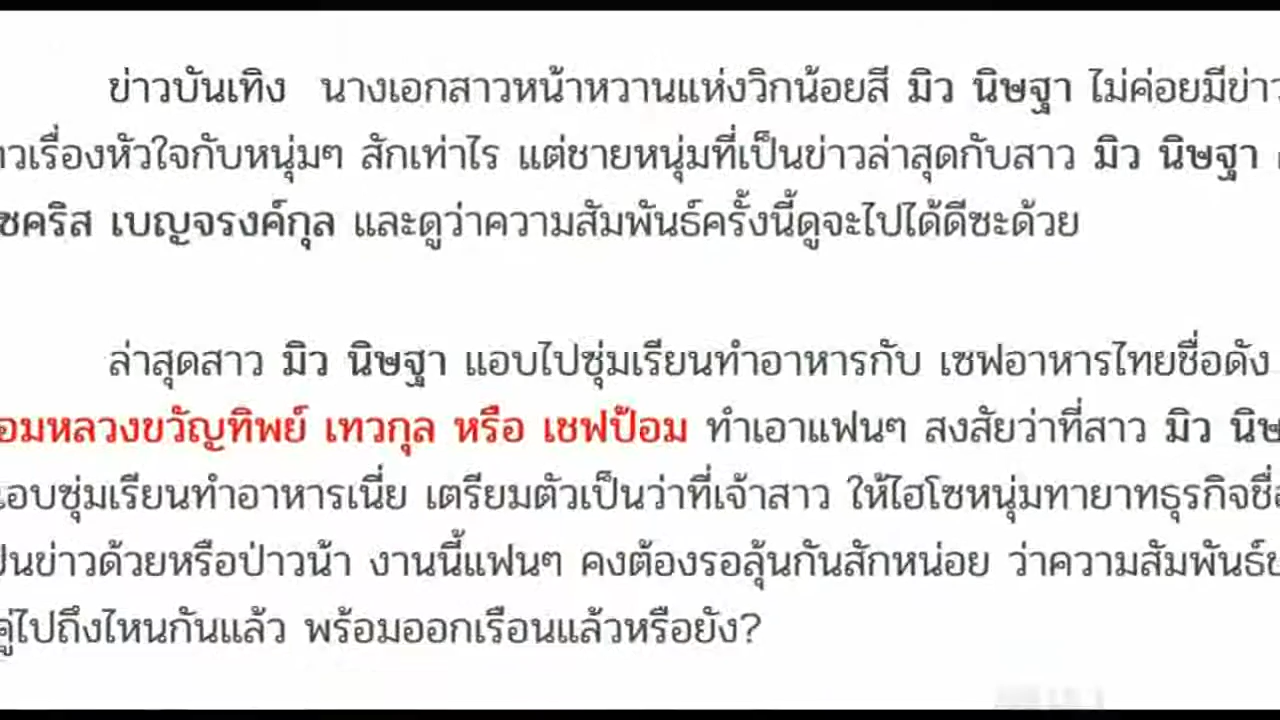 ข่าวบันเทิง นางเอกสาวหน้าหวานแห่งวิกน้อยสี มิว นิษฐา ไม่ค่อยมีข่าว
าวเรื่องหัวใจกับหนุ่มๆ สักเท่าไร แต่ชายหนุ่มที่เป็นข่าวล่าสุดกับสาว มิว นิษฐา
ซคริส เบญจรงค์กุล และดูว่าความสัมพันธ์ครั้งนี้ดูจะไปได้ดีซะด้วย
ล่าสุดสาว มิว นิษฐา แอบไปซุ่มเรียนทำอาหารกับ เซฟอาหารไทยชื่อดัง
อมหลวงขวัญทิพย์ เทวกุล หรือ เชฟป้อม ทำเอาแฟนๆ สงสัยว่าที่สาว มิว นิษ
แอบซุ่มเรียนทำอาหารเนี่ย เตรียมตัวเป็นว่าที่เจ้าสาว ให้ไฮโซหนุ่มทายาทธุรกิจชื่อ
ป็นข่าวด้วยหรือป่าวน้า งานนี้แฟนๆ คงต้องรอลุ้นกันสักหน่อย ว่าความสัมพันธ์ข
คู่ไปถึงไหนกันแล้ว พร้อมออกเรือนแล้วหรือยัง?